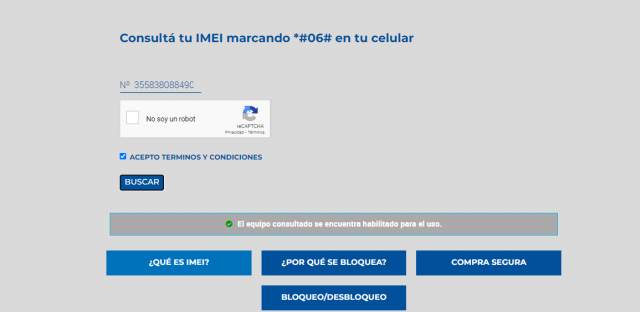 Consultá tu IMEI marcando *#06# en tu celular
Nº 35583808849C
No soy un robot
reCAPTCHA
Privacidad - Términos
ACEPTO TERMINOS Y CONDICIONES
BUSCAR
El equipo consultado se encuentra habilitado para el uso.
¿QUÉ ES IMEI?
¿POR QUÉ SE BLOQUEA?
COMPRA SEGURA
BLOQUEO/DESBLOQUEO